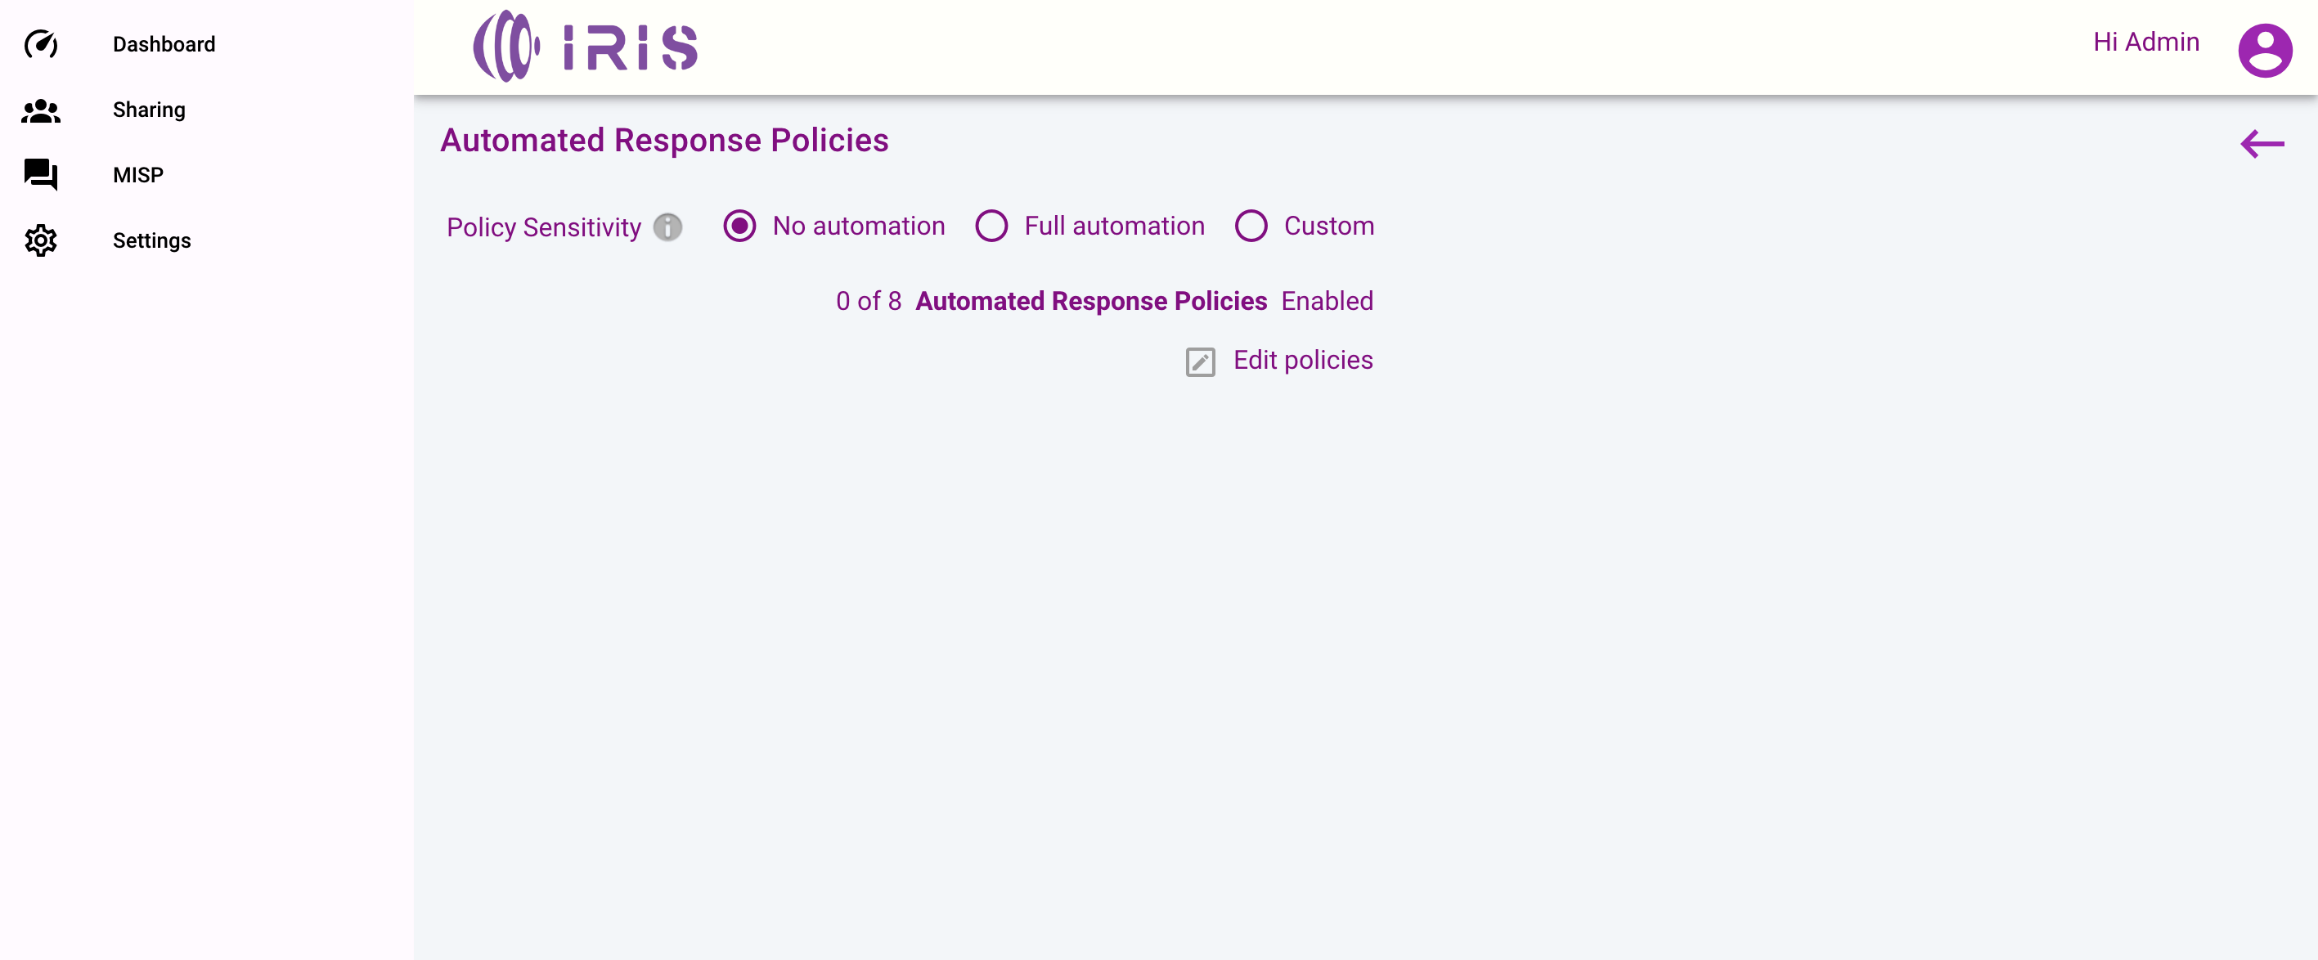 Dashboard
Sharing
MISP
Settings
IRIS
Hi Admin
Automated Response Policies
Policy Sensitivity
No automation
Full automation
Custom
0 of 8 Automated Response Policies Enabled
Edit policies